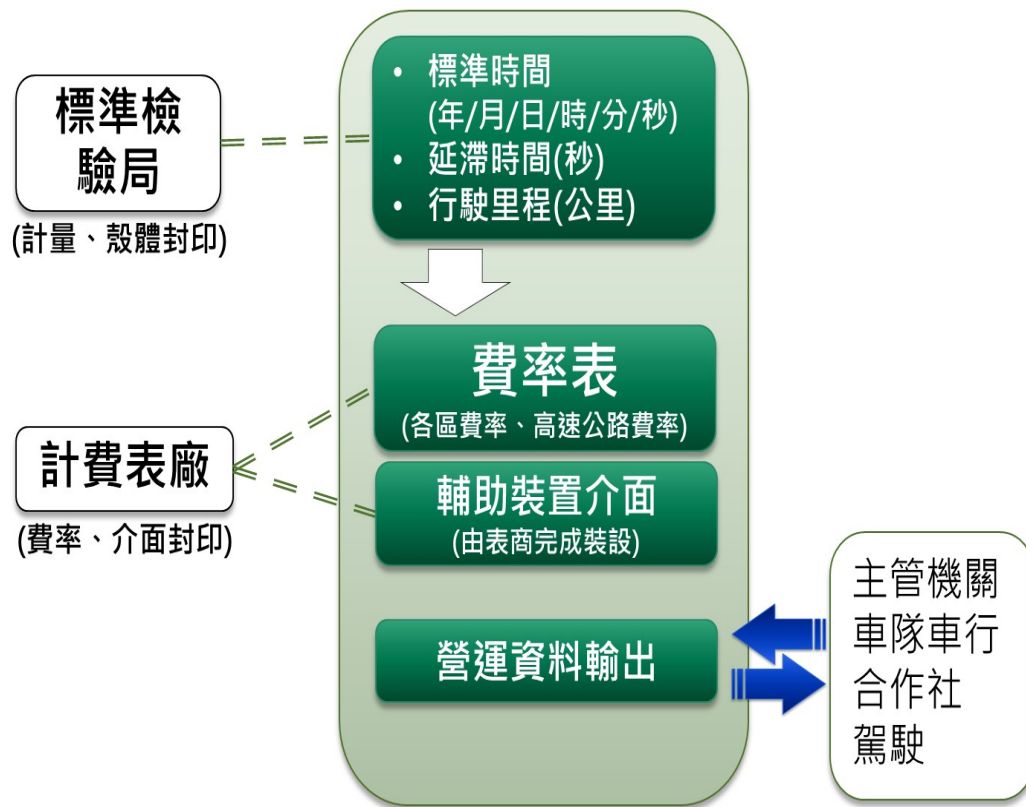 標準檢
驗局
(計量、殼體封印)
• 標準時間
(年/月/日/時/分/秒)
• 延滯時間(秒)
• 行駛里程(公里)
費率表
(各區費率、高速公路費率)
計費表廠
(費率、介面封印)
輔助裝置介面
(由表商完成裝設)
營運資料輸出
主管機關
車隊車行
合作社
駕駛